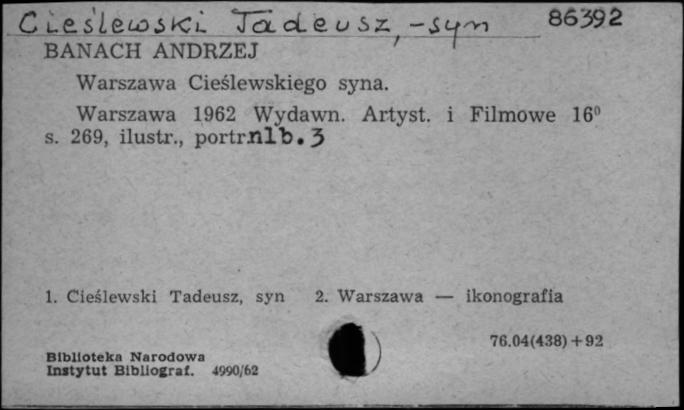 Cieślewski Tadeusz, -syn 86392
BANACH ANDRZEJ
Warszawa Cieślewskiego syna.
Warszawa 1962 Wydawn. Artyst. i Filmowe 16⁰
s. 269, ilustr., portr.nlb. 3
1. Cieślewski Tadeusz, syn 2. Warszawa — ikonografia
76.04(438) + 92
Biblioteka Narodowa
Instytut Bibliograf. 4990/62